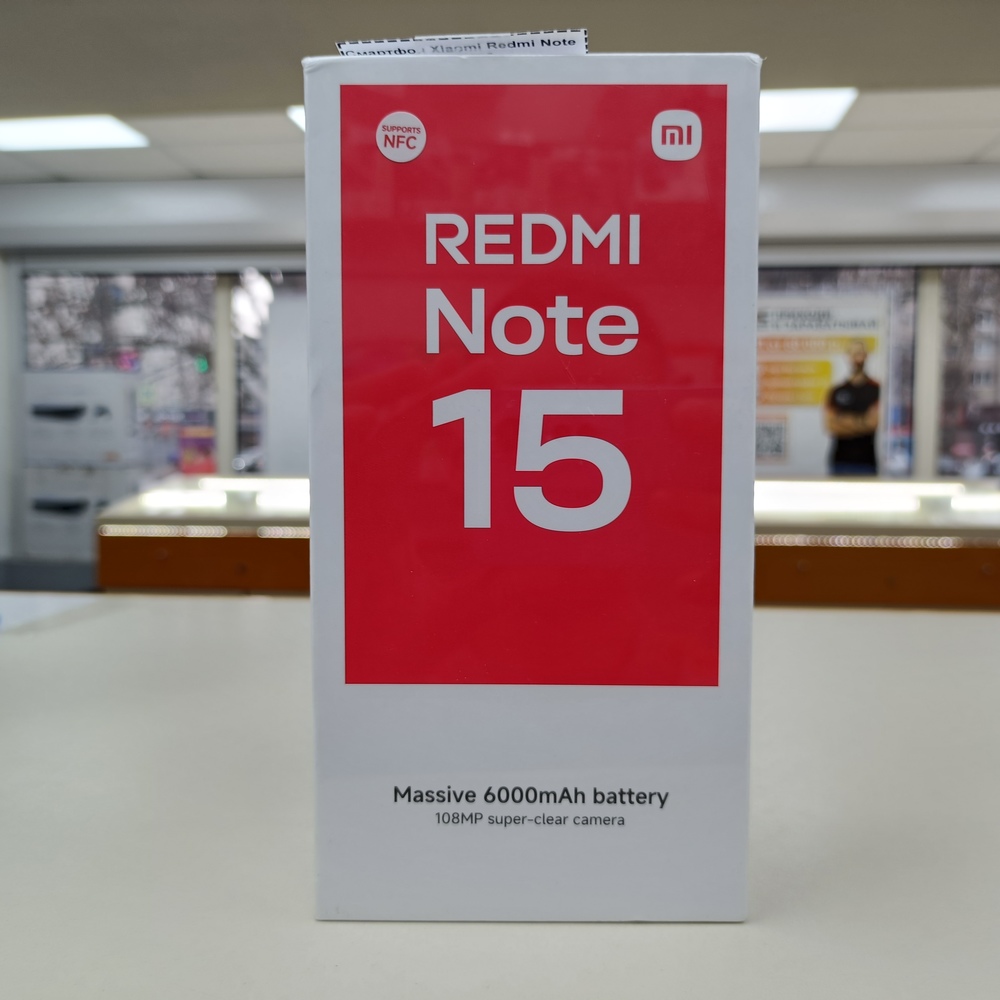 Xiaomi Redmi Note
SUPPORTS
NFC
mi
REDMI
Note
15
Massive 6000mAh battery
108MP super-clear camera